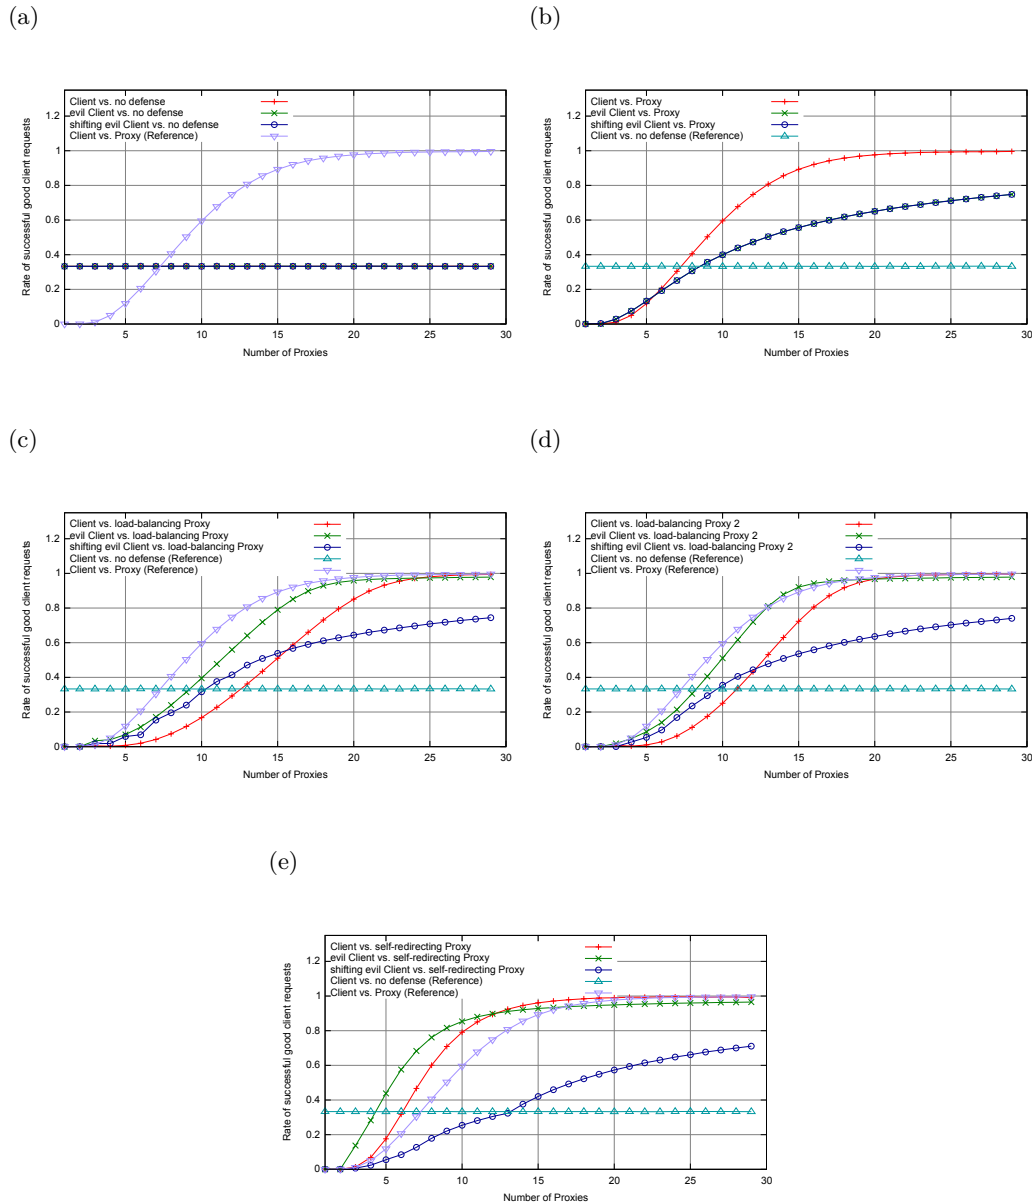 (a)
Rate of successful good client requests
1.2
1
0.8
0.6
0.4
0.2
0
Client vs. no defense
evil Client vs. no defense
shifting evil Client vs. no defense
Client vs. Proxy (Reference)
5 10 15 20 25 30
Number of Proxies
(b)
Rate of successful good client requests
1.2
1
0.8
0.6
0.4
0.2
0
Client vs. Proxy
evil Client vs. Proxy
shifting evil Client vs. Proxy
Client vs. no defense (Reference)
5 10 15 20 25 30
Number of Proxies
(c)
Rate of successful good client requests
1.2
1
0.8
0.6
0.4
0.2
0
Client vs. load-balancing Proxy
evil Client vs. load-balancing Proxy
shifting evil Client vs. load-balancing Proxy
Client vs. no defense (Reference)
Client vs. Proxy (Reference)
5 10 15 20 25 30
Number of Proxies
(d)
Rate of successful good client requests
1.2
1
0.8
0.6
0.4
0.2
0
Client vs. load-balancing Proxy 2
evil Client vs. load-balancing Proxy 2
shifting evil Client vs. load-balancing Proxy 2
Client vs. no defense (Reference)
Client vs. Proxy (Reference)
5 10 15 20 25 30
Number of Proxies
(e)
Rate of successful good client requests
1.2
1
0.8
0.6
0.4
0.2
0
Client vs. self-redirecting Proxy
evil Client vs. self-redirecting Proxy
shifting evil Client vs. self-redirecting Proxy
Client vs. no defense (Reference)
Client vs. Proxy (Reference)
5 10 15 20 25 30
Number of Proxies